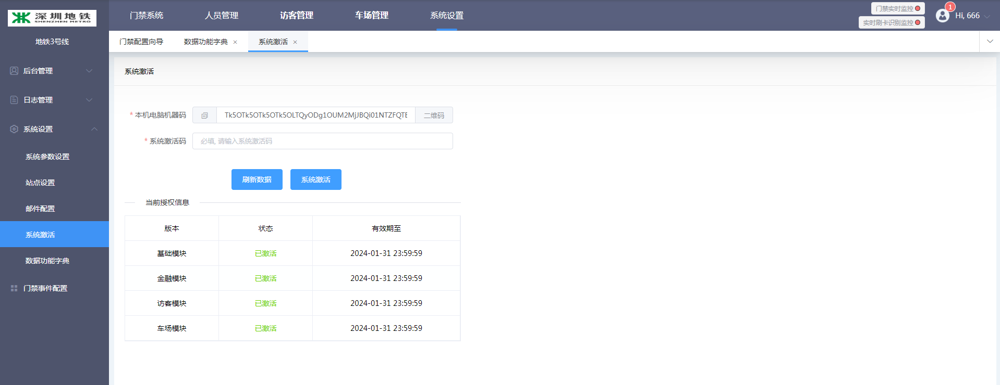 深圳地铁
SHENZHEN METRO
地铁3号线
后台管理
日志管理
系统设置
系统参数设置
站点设置
邮件配置
系统激活
数据功能字典
门禁事件配置
门禁系统 人员管理 访客管理 车场管理 系统设置
门禁实时监控
实时刷卡识别监控
1
Hi, 666
门禁配置向导 数据功能字典 × 系统激活 ×
系统激活
* 本机电脑机器码 Tk5OTk5OTk5OTk5OLTQyODg1OUM2MjJBQi01NTZFQTE 二维码
* 系统激活码 必填, 请输入系统激活码
刷新数据 系统激活
当前授权信息
版本 状态 有效期至
基础模块 已激活 2024-01-31 23:59:59
金融模块 已激活 2024-01-31 23:59:59
访客模块 已激活 2024-01-31 23:59:59
车场模块 已激活 2024-01-31 23:59:59